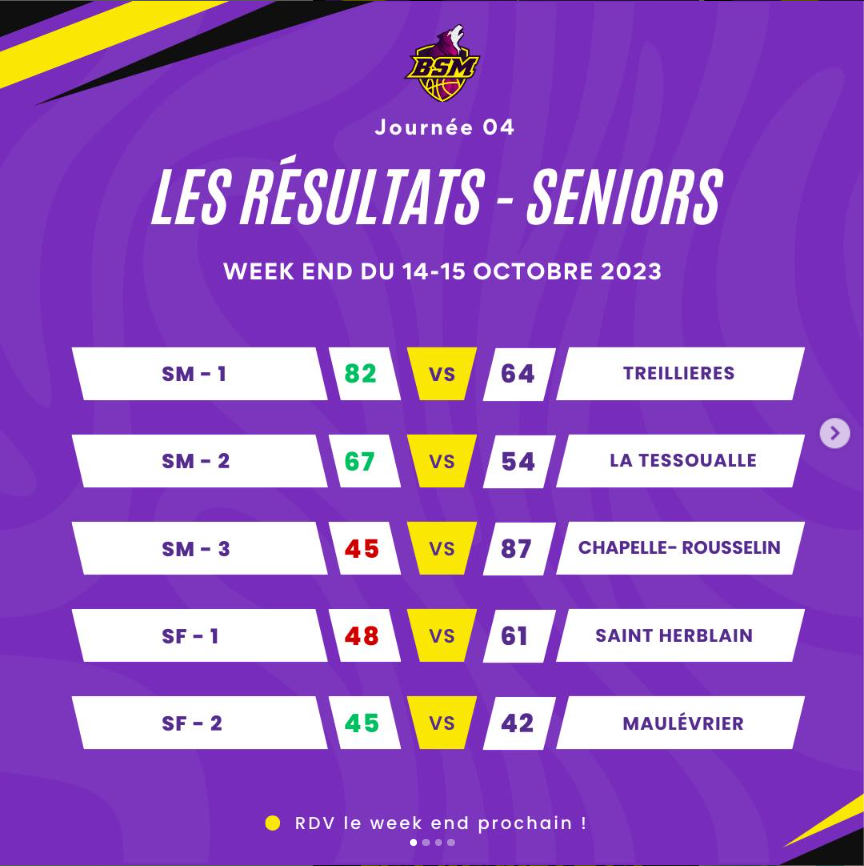 BSM
Journée 04
LES RÉSULTATS - SENIORS
WEEK END DU 14-15 OCTOBRE 2023
SM - 1 82 VS 64 TREILLIERES
SM - 2 67 VS 54 LA TESSOUALLE
SM - 3 45 VS 87 CHAPELLE- ROUSSELIN
SF - 1 48 VS 61 SAINT HERBLAIN
SF - 2 45 VS 42 MAULÉVRIER
RDV le week end prochain !